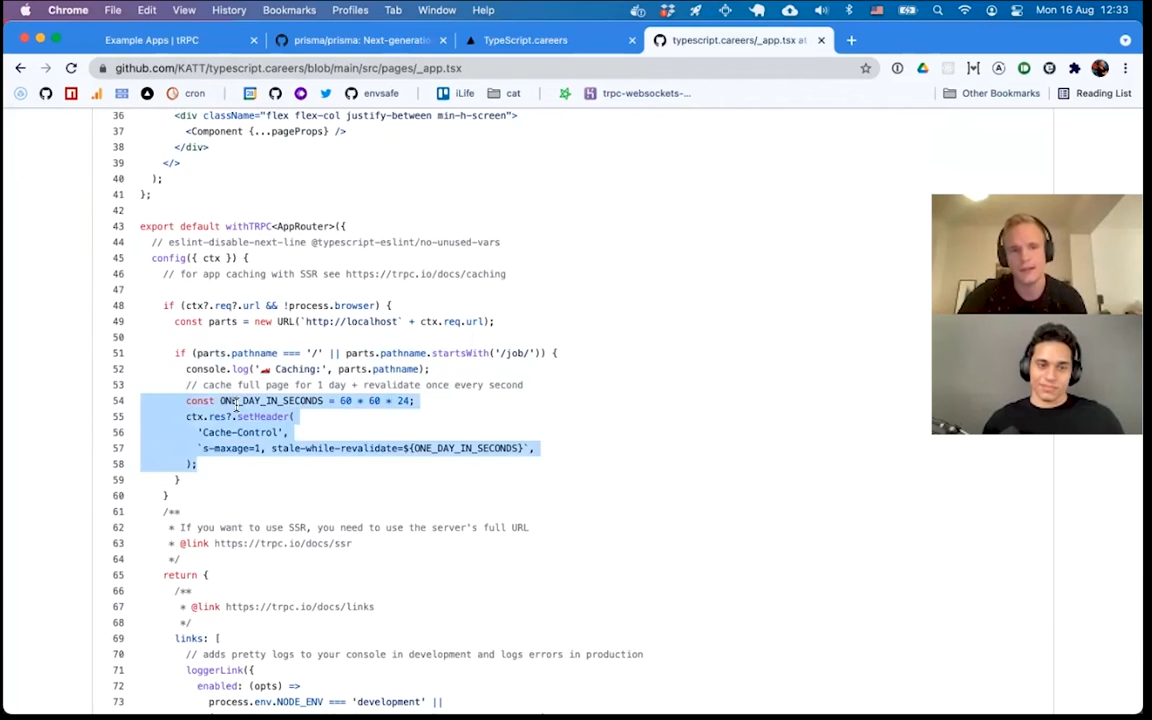 Chrome File Edit View History Bookmarks Profiles Tab Window Help Mon 16 Aug 12:33
Example Apps | tRPC
prisma/prisma: Next-generatio
TypeScript.careers
typescript.careers/_app.tsx at
github.com/KATT/typescript.careers/blob/main/src/pages/_app.tsx
cron envsafe iLife cat trpc-websockets-... Other Bookmarks Reading List
36 <div className="flex flex-col justify-between min-h-screen">
37 <Component {...pageProps} />
38 </div>
39 </>
40 );
41 };
42
43 export default withTRPC<AppRouter>({
44 // eslint-disable-next-line @typescript-eslint/no-unused-vars
45 config({ ctx }) {
46 // for app caching with SSR see https://trpc.io/docs/caching
47
48 if (ctx?.req?.url && !process.browser) {
49 const parts = new URL(`http://localhost` + ctx.req.url);
50
51 if (parts.pathname === '/' || parts.pathname.startsWith('/job/')) {
52 console.log('🏎 Caching:', parts.pathname);
53 // cache full page for 1 day + revalidate once every second
54 const ONE_DAY_IN_SECONDS = 60 * 60 * 24;
55 ctx.res?.setHeader(
56 'Cache-Control',
57 `s-maxage=1, stale-while-revalidate=${ONE_DAY_IN_SECONDS}`,
58 );
59 }
60 }
61 /**
62 * If you want to use SSR, you need to use the server's full URL
63 * @link https://trpc.io/docs/ssr
64 */
65 return {
66 /**
67 * @link https://trpc.io/docs/links
68 */
69 links: [
70 // adds pretty logs to your console in development and logs errors in production
71 loggerLink({
72 enabled: (opts) =>
73 process.env.NODE_ENV === 'development' ||